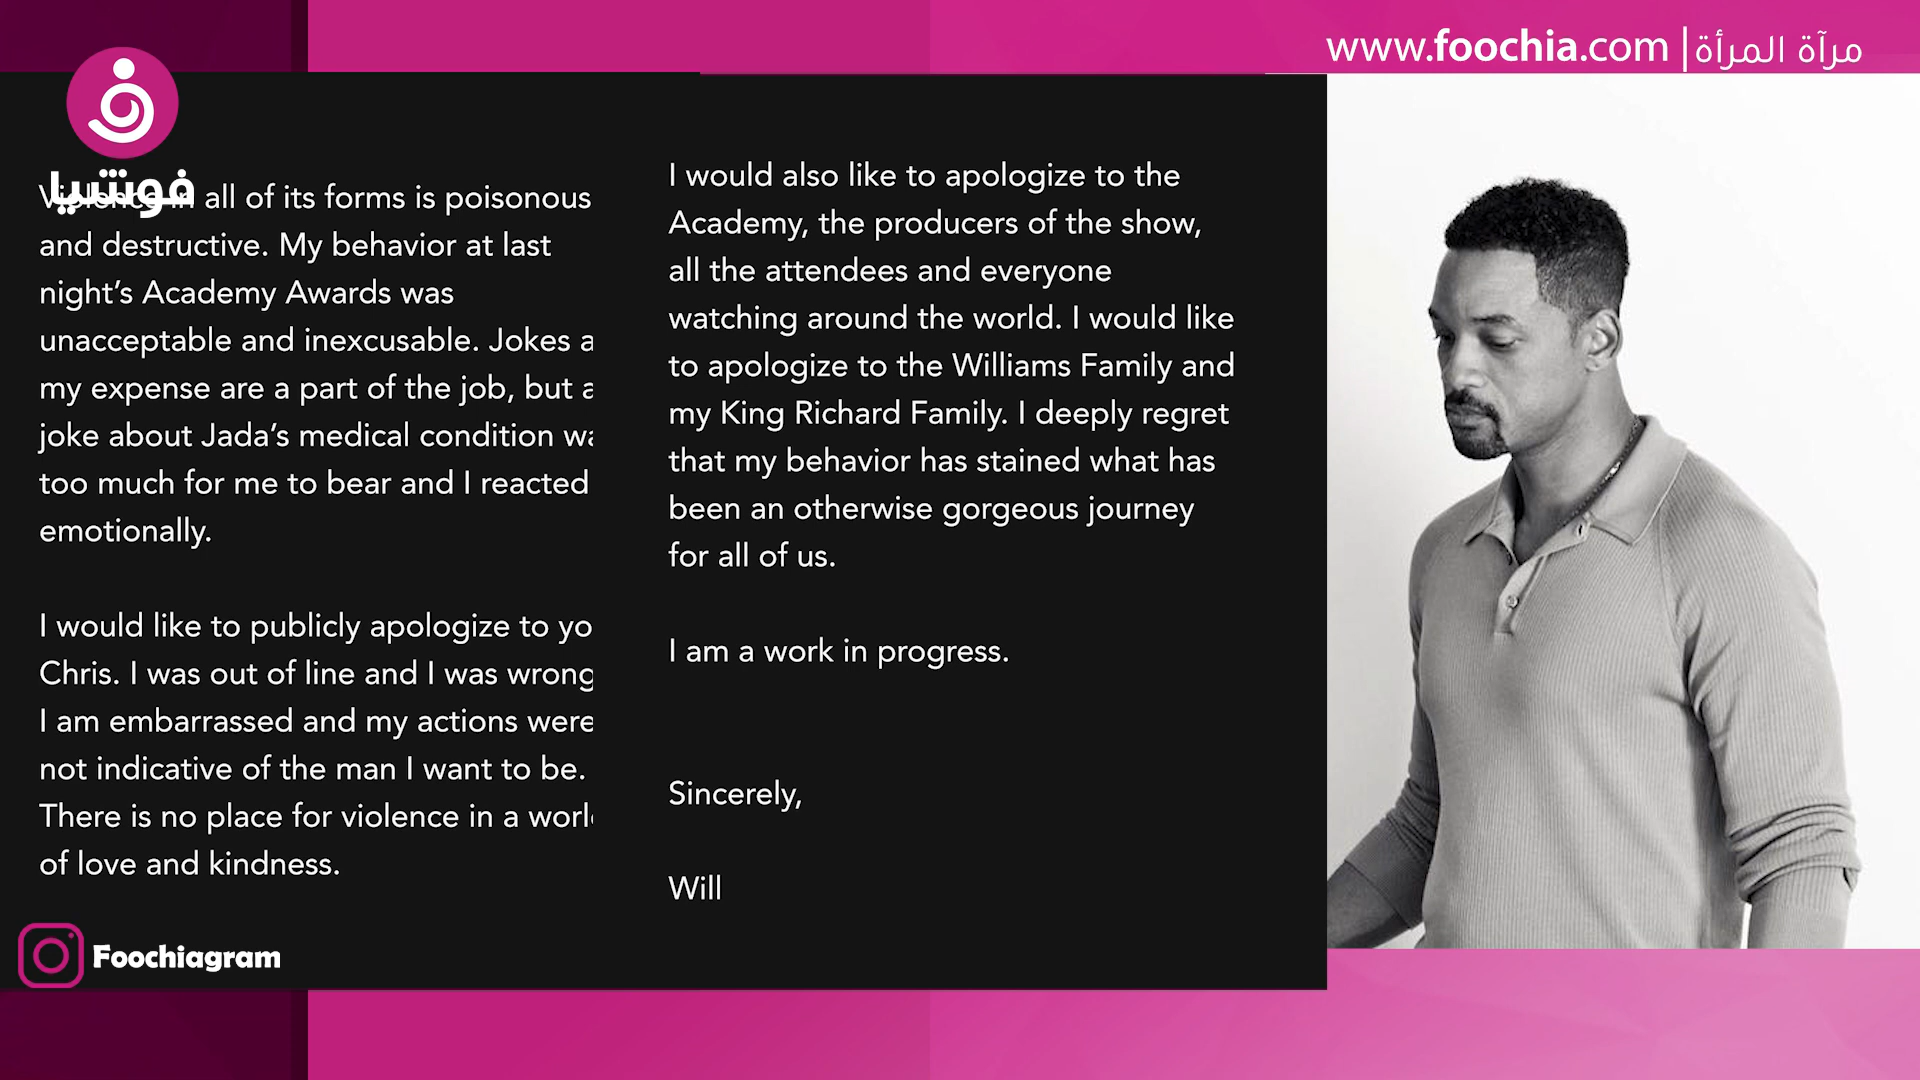 www.foochia.com | مرآة المرأة
فوشيا
Violence in all of its forms is poisonous
and destructive. My behavior at last
night’s Academy Awards was
unacceptable and inexcusable. Jokes a
my expense are a part of the job, but a
joke about Jada’s medical condition wa
too much for me to bear and I reacted
emotionally.
I would like to publicly apologize to yo
Chris. I was out of line and I was wrong
I am embarrassed and my actions were
not indicative of the man I want to be.
There is no place for violence in a worl
of love and kindness.
I would also like to apologize to the
Academy, the producers of the show,
all the attendees and everyone
watching around the world. I would like
to apologize to the Williams Family and
my King Richard Family. I deeply regret
that my behavior has stained what has
been an otherwise gorgeous journey
for all of us.
I am a work in progress.
Sincerely,
Will
Foochiagram